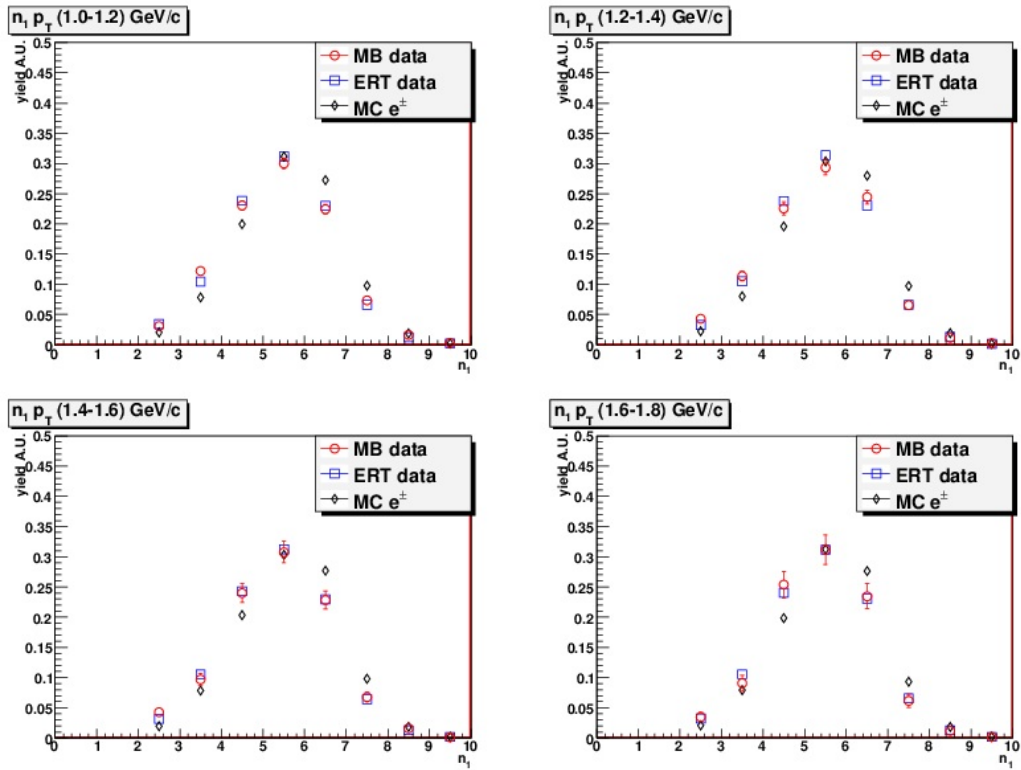 n₁ p_T (1.0-1.2) GeV/c
yield A.U.
0.5
0.45
0.4
0.35
0.3
0.25
0.2
0.15
0.1
0.05
0
MB data
ERT data
MC e±
0 1 2 3 4 5 6 7 8 9 10
n₁
n₁ p_T (1.2-1.4) GeV/c
yield A.U.
0.5
0.45
0.4
0.35
0.3
0.25
0.2
0.15
0.1
0.05
0
MB data
ERT data
MC e±
0 1 2 3 4 5 6 7 8 9 10
n₁
n₁ p_T (1.4-1.6) GeV/c
yield A.U.
0.5
0.45
0.4
0.35
0.3
0.25
0.2
0.15
0.1
0.05
0
MB data
ERT data
MC e±
0 1 2 3 4 5 6 7 8 9 10
n₁
n₁ p_T (1.6-1.8) GeV/c
yield A.U.
0.5
0.45
0.4
0.35
0.3
0.25
0.2
0.15
0.1
0.05
0
MB data
ERT data
MC e±
0 1 2 3 4 5 6 7 8 9 10
n₁